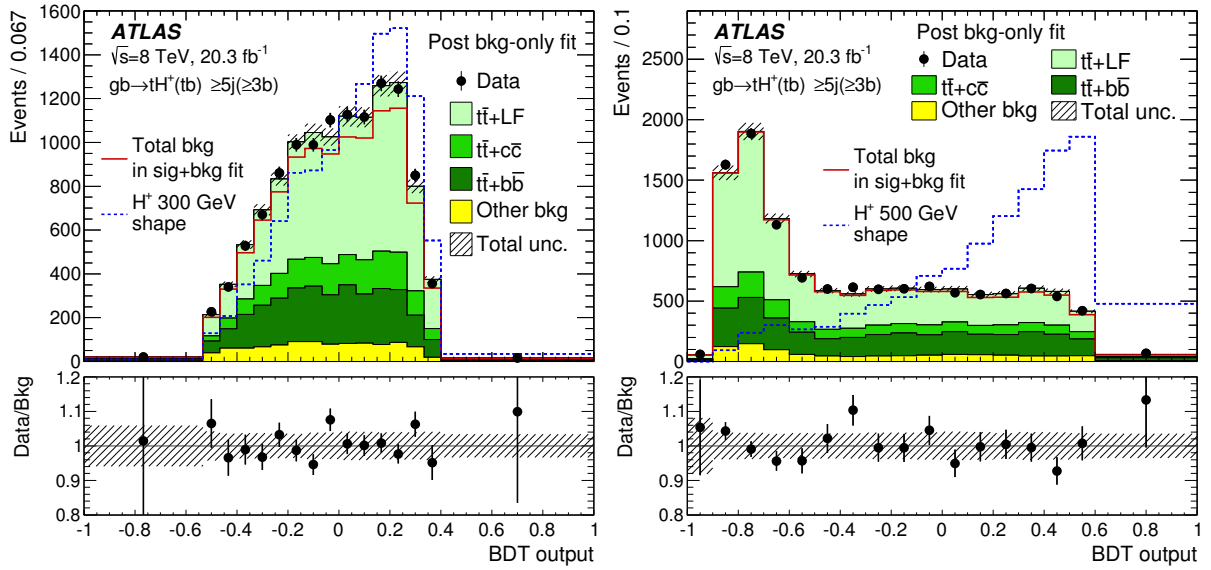 Events / 0.067
1600
1400
1200
1000
800
600
400
200
0
ATLAS
√s=8 TeV, 20.3 fb⁻¹
gb→tH⁺(tb) ≥5j(≥3b)
Total bkg
in sig+bkg fit
H⁺ 300 GeV
shape
Post bkg-only fit
Data
tt̄+LF
tt̄+cc̄
tt̄+bb̄
Other bkg
Total unc.
Data/Bkg
1.2
1.1
1
0.9
0.8
-1 -0.8 -0.6 -0.4 -0.2 0 0.2 0.4 0.6 0.8 1
BDT output
Events / 0.1
2500
2000
1500
1000
500
0
ATLAS
√s=8 TeV, 20.3 fb⁻¹
gb→tH⁺(tb) ≥5j(≥3b)
Post bkg-only fit
Data
tt̄+LF
tt̄+cc̄
tt̄+bb̄
Other bkg
Total unc.
Total bkg
in sig+bkg fit
H⁺ 500 GeV
shape
Data/Bkg
1.2
1.1
1
0.9
0.8
-1 -0.8 -0.6 -0.4 -0.2 0 0.2 0.4 0.6 0.8 1
BDT output